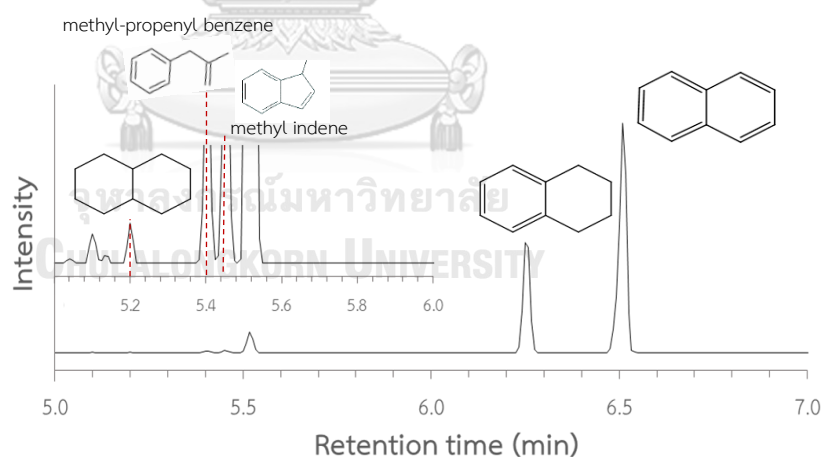 methyl-propenyl benzene
methyl indene
จุฬาลงกรณ์มหาวิทยาลัย
CHULALONGKORN UNIVERSITY
Intensity
5.2 5.4 5.6 5.8 6.0
5.0 5.5 6.0 6.5 7.0
Retention time (min)